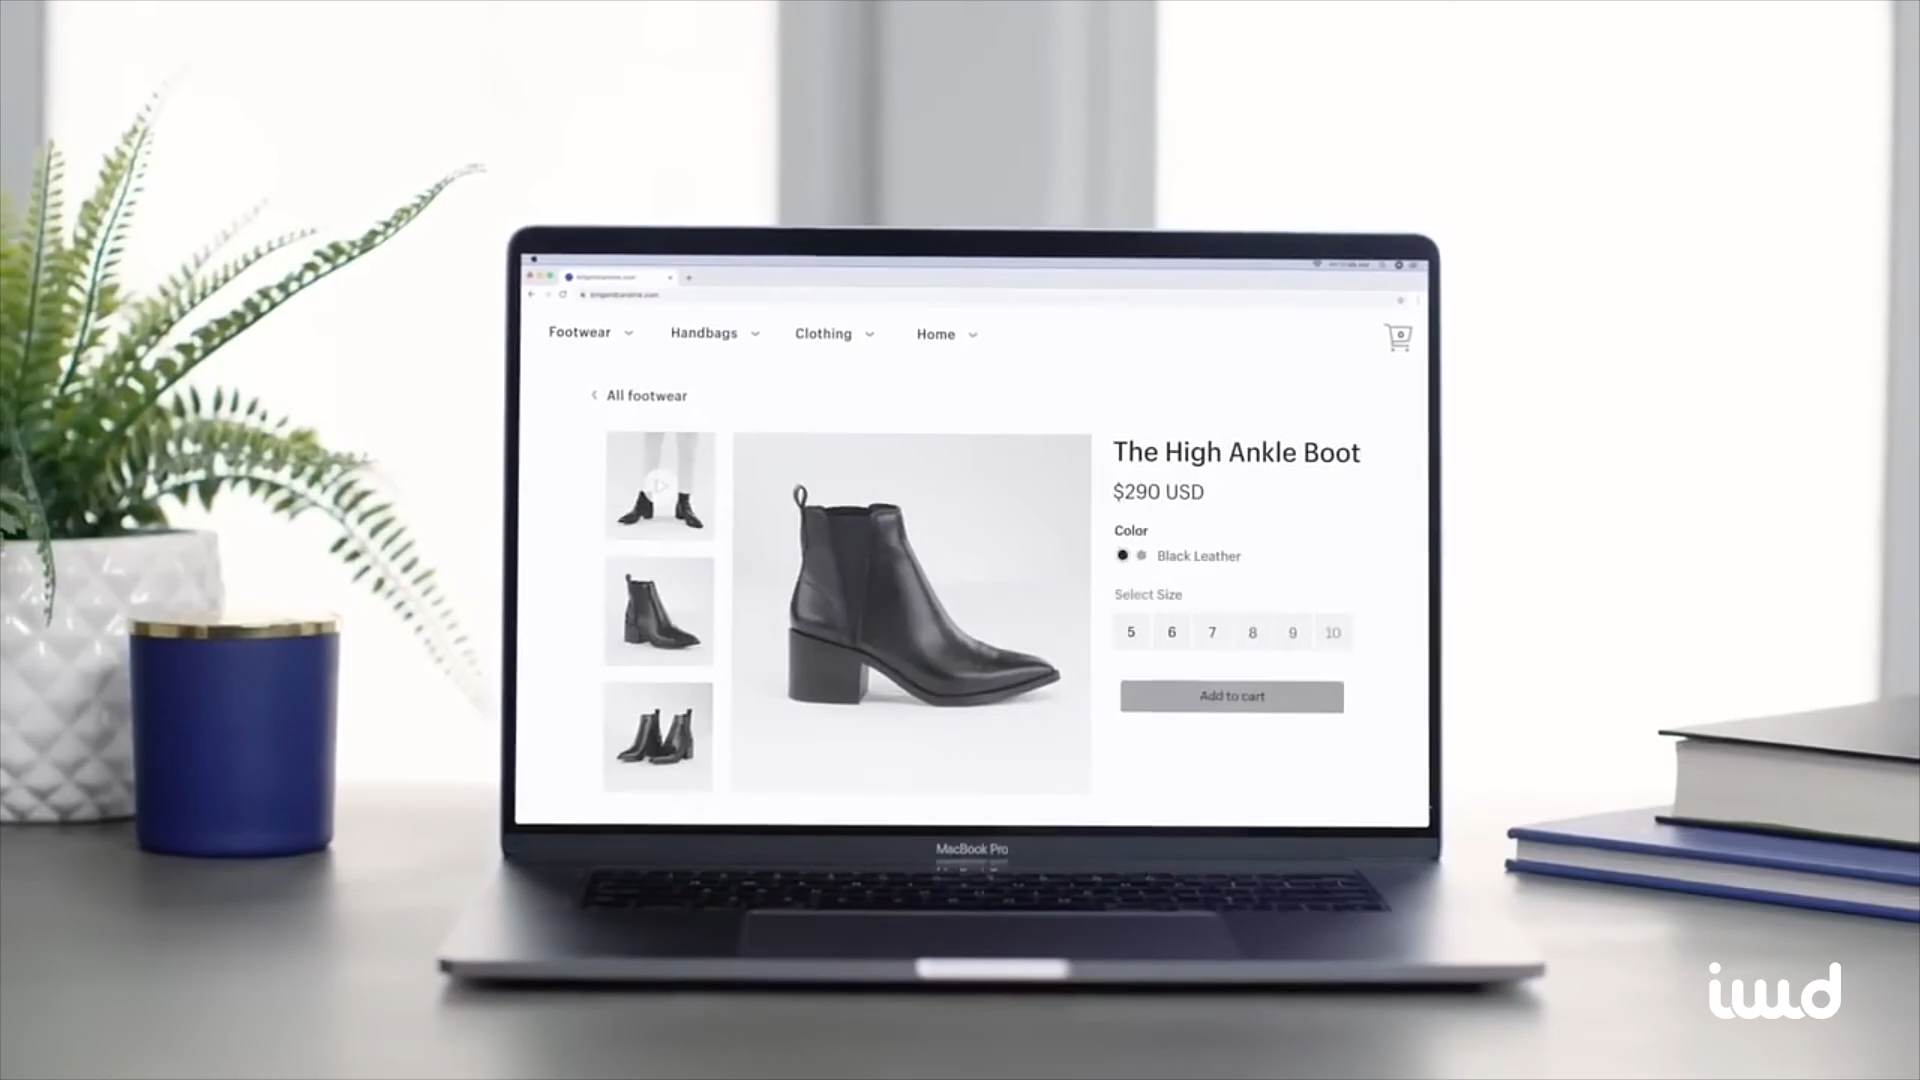 Footwear
Handbags
Clothing
Home
0
All footwear
The High Ankle Boot
$290 USD
Color
Black Leather
Select Size
5 6 7 8 9 10
Add to cart
MacBook Pro
iwd